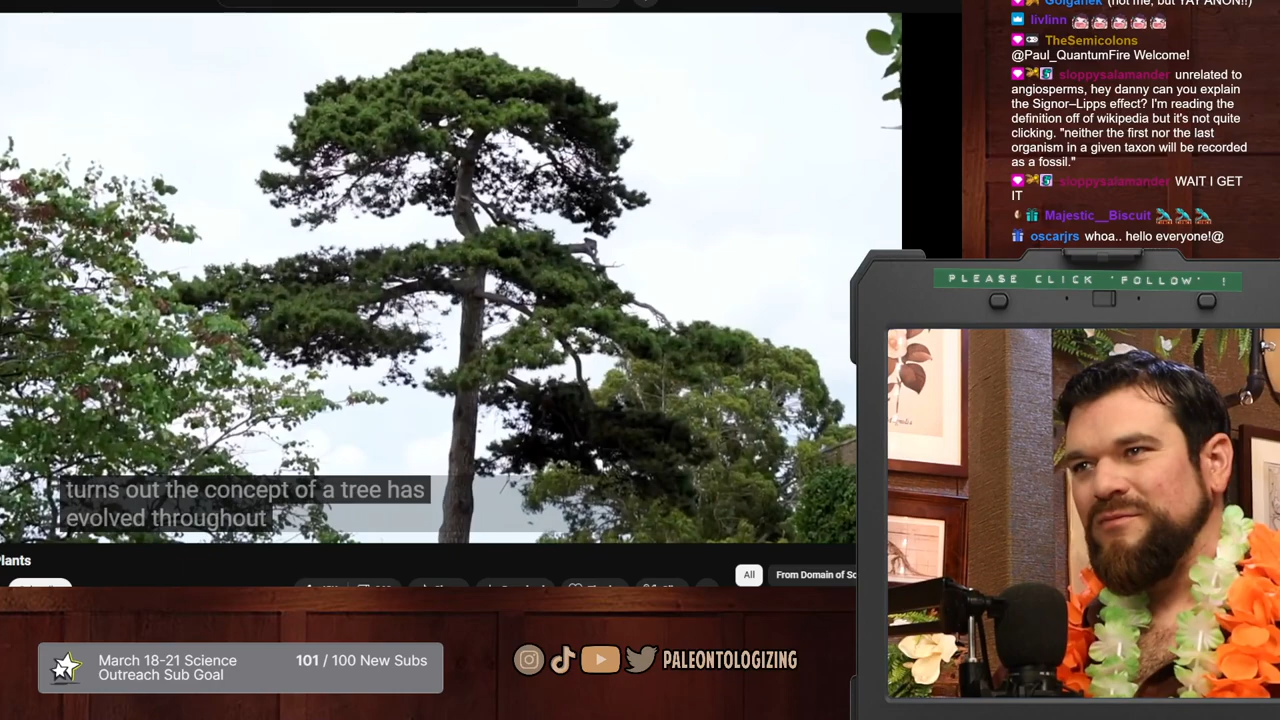 Golganek (not me, but YAY ANON!!)
livlinn
TheSemicolons
@Paul_QuantumFire Welcome!
sloppysalamander unrelated to
angiosperms, hey danny can you explain
the Signor–Lipps effect? I'm reading the
definition off of wikipedia but it's not quite
clicking. "neither the first nor the last
organism in a given taxon will be recorded
as a fossil."
sloppysalamander WAIT I GET
IT
Majestic__Biscuit
oscarjrs whoa.. hello everyone!@
PLEASE CLICK "FOLLOW" !
turns out the concept of a tree has
evolved throughout
Plants
All
From Domain of Sc
March 18-21 Science
Outreach Sub Goal
101 / 100 New Subs
PALEONTOLOGIZING